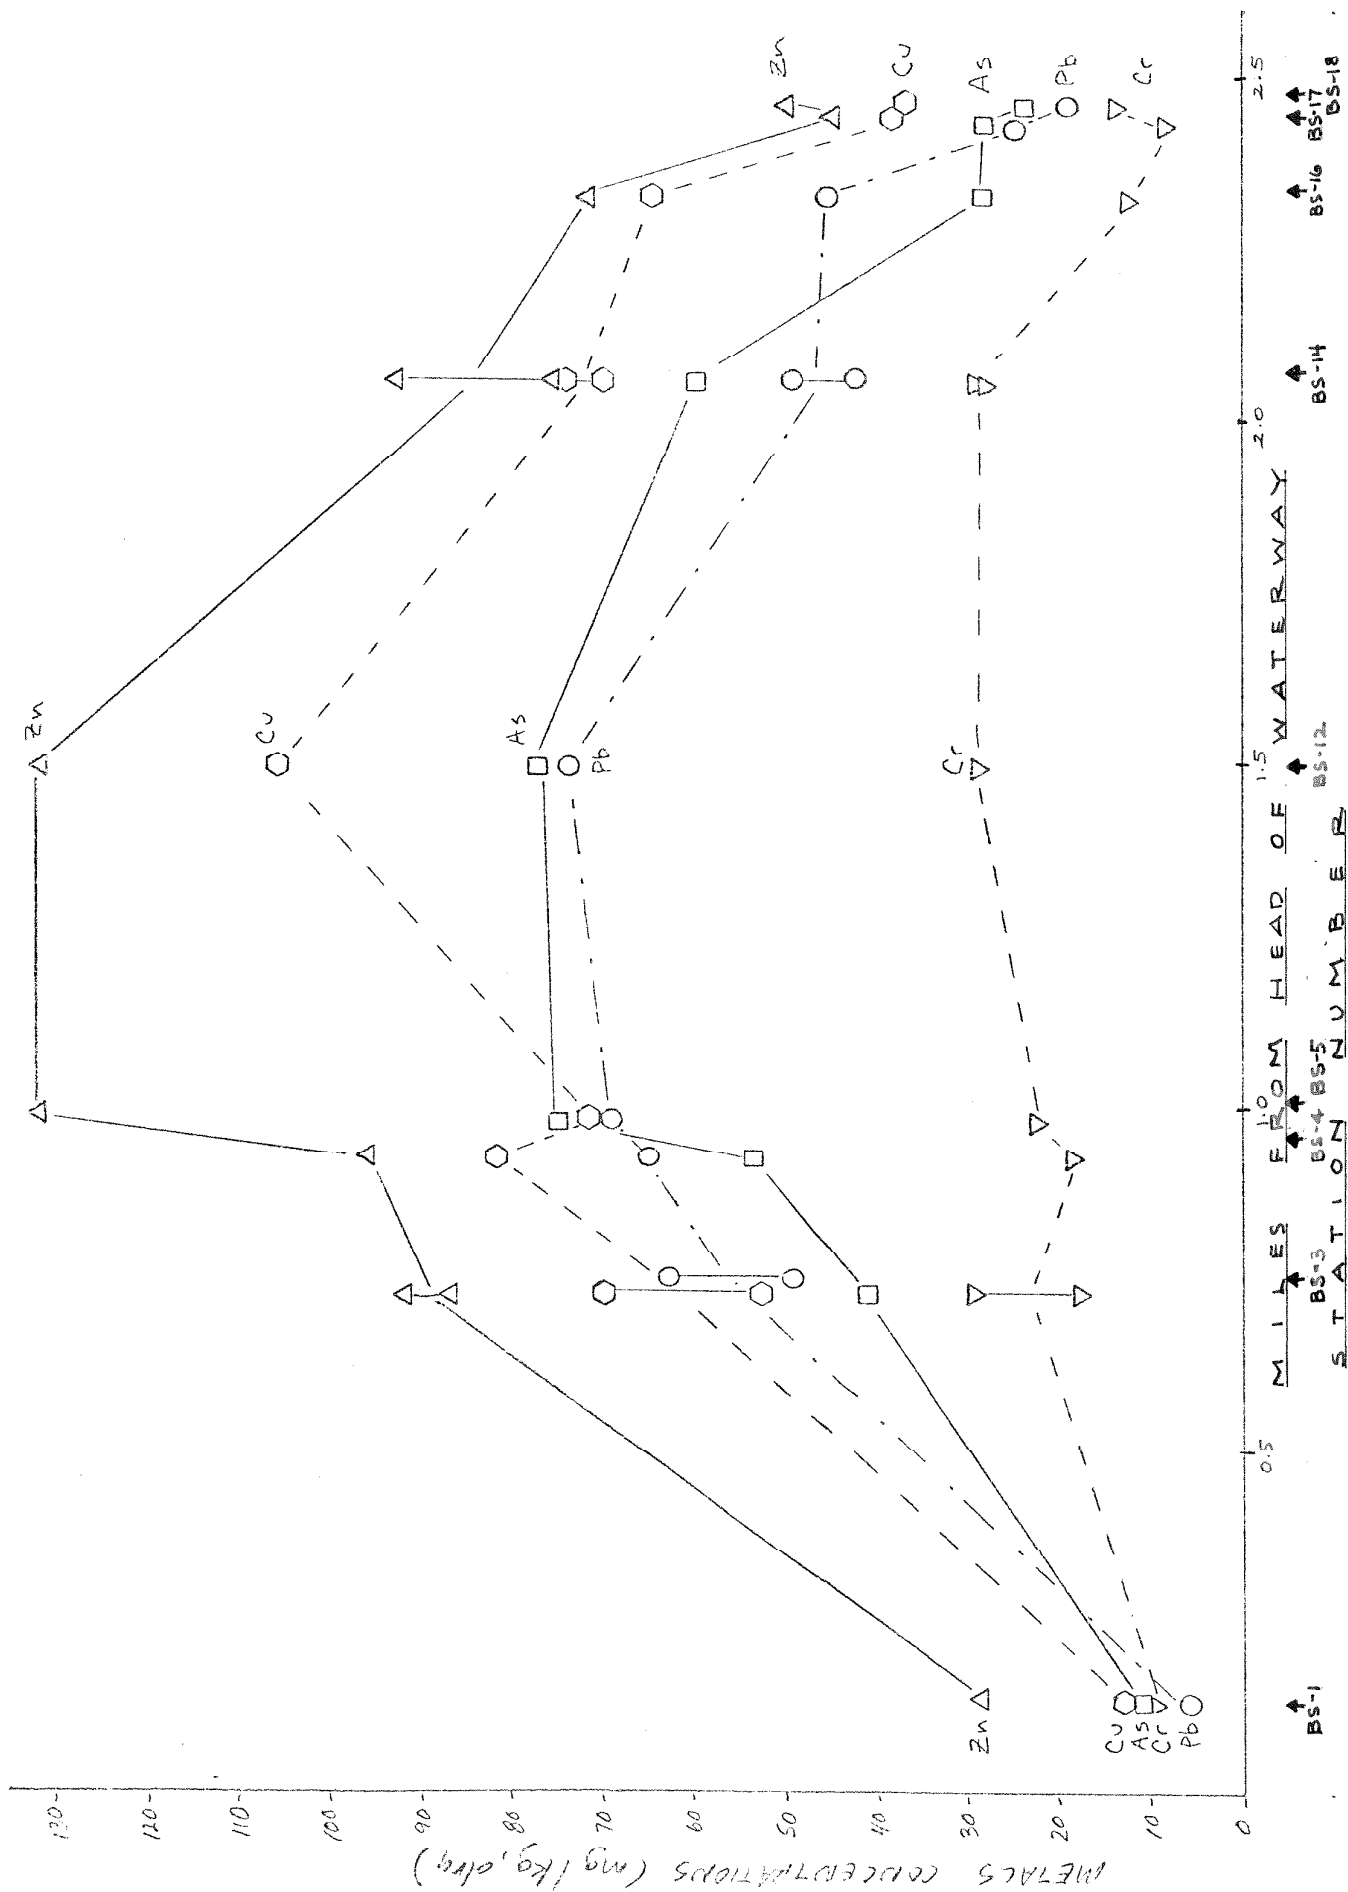 METALS CONCENTRATIONS (mg/kg, dry)
120
110
100
90
80
70
60
50
40
30
20
10
0
Zn
Cu
As
Cr
Pb
Zn
Cu
As
Pb
Cr
Zn
Cu
As
Pb
Cr
0.5
1.0
1.5
2.0
2.5
MILES FROM HEAD OF WATERWAY
BS-1
BS-3
BS-4
BS-5
BS-12
BS-14
BS-16
BS-17
BS-18
STATION NUMBER